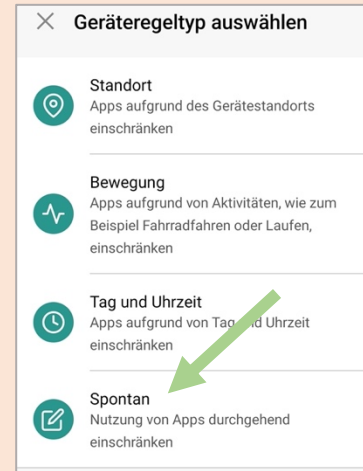 Geräteregeltyp auswählen
Standort
Apps aufgrund des Gerätestandorts
einschränken
Bewegung
Apps aufgrund von Aktivitäten, wie zum
Beispiel Fahrradfahren oder Laufen,
einschränken
Tag und Uhrzeit
Apps aufgrund von Tag und Uhrzeit
einschränken
Spontan
Nutzung von Apps durchgehend
einschränken